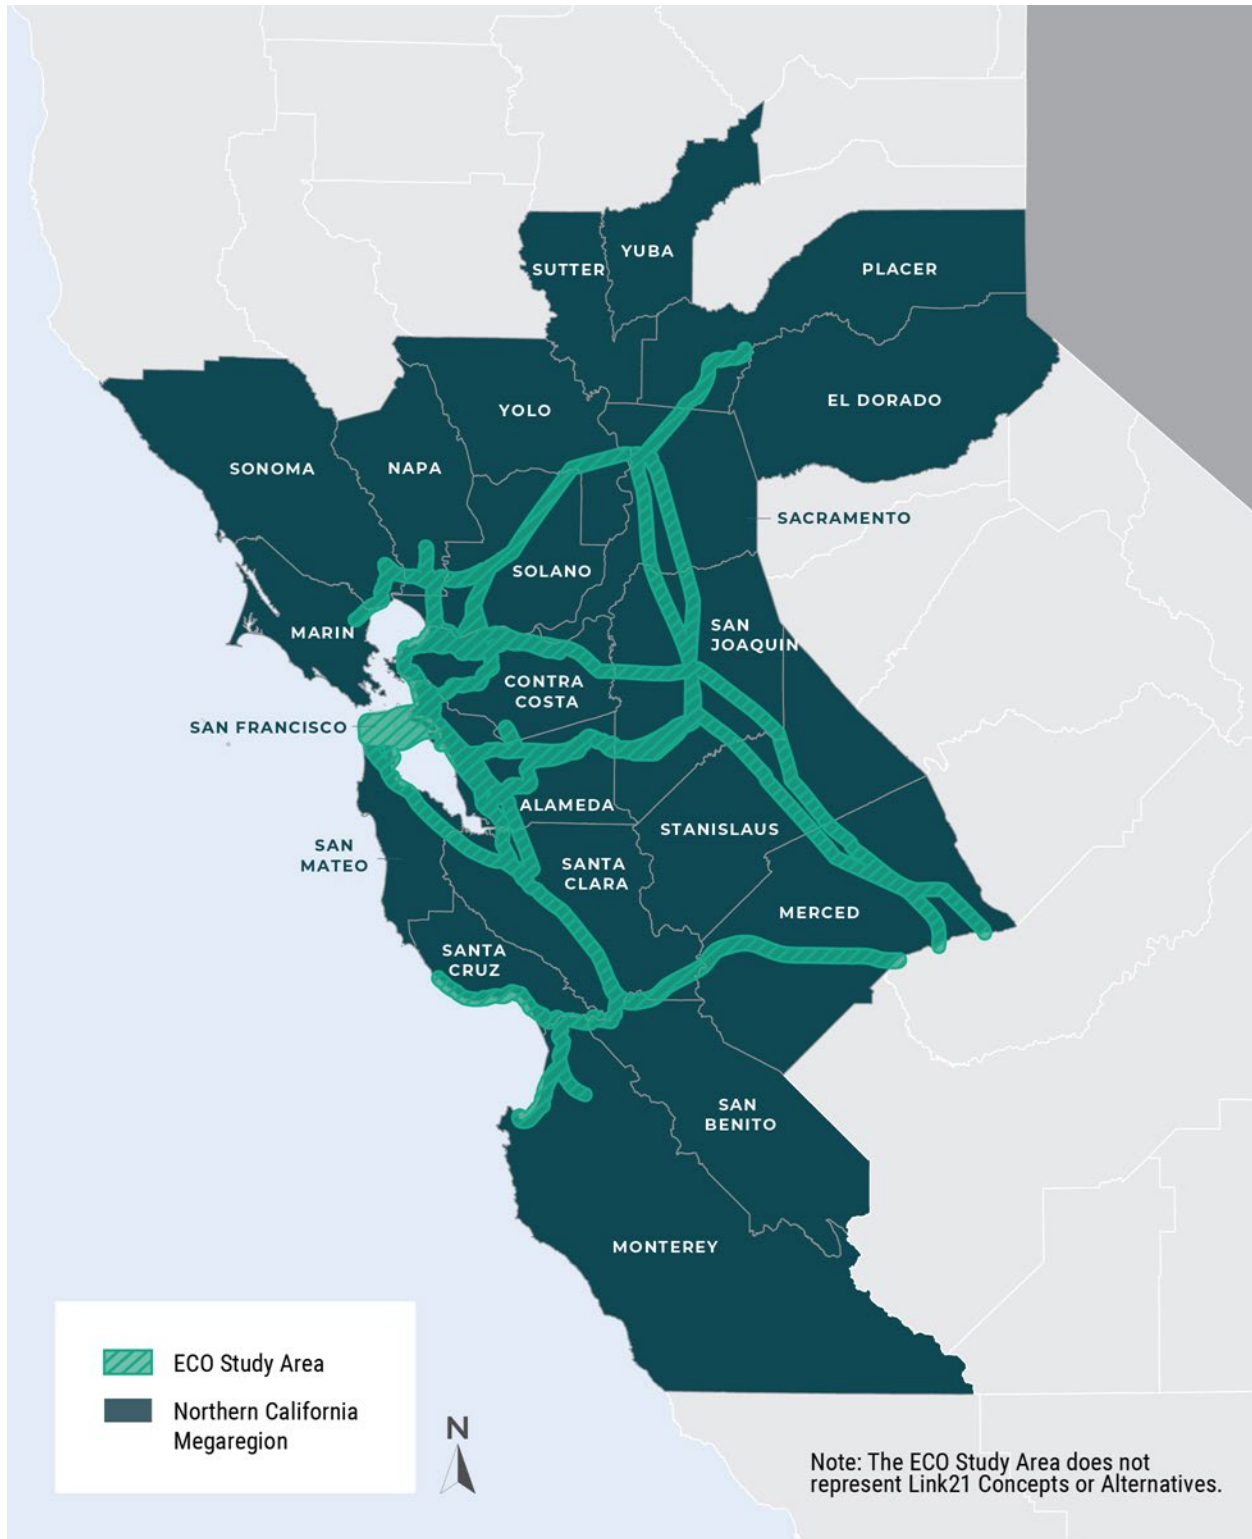 YUBA
SUTTER
PLACER
EL DORADO
YOLO
SONOMA
NAPA
SACRAMENTO
SOLANO
MARIN
SAN
JOAQUIN
CONTRA
COSTA
SAN FRANCISCO
ALAMEDA
STANISLAUS
SAN
MATEO
SANTA
CLARA
MERCED
SANTA
CRUZ
SAN
BENITO
MONTEREY
ECO Study Area
Northern California
Megaregion
N
Note: The ECO Study Area does not
represent Link21 Concepts or Alternatives.